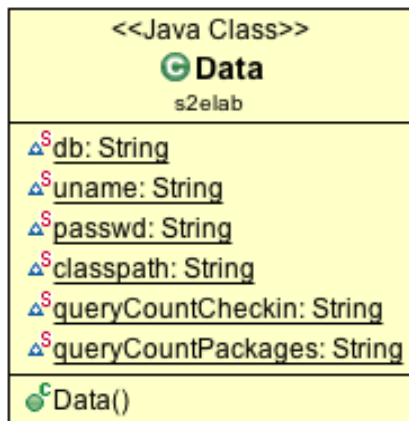 <<Java Class>>
C Data
s2elab
S db: String
S uname: String
S passwd: String
S classpath: String
S queryCountCheckin: String
S queryCountPackages: String
C Data()